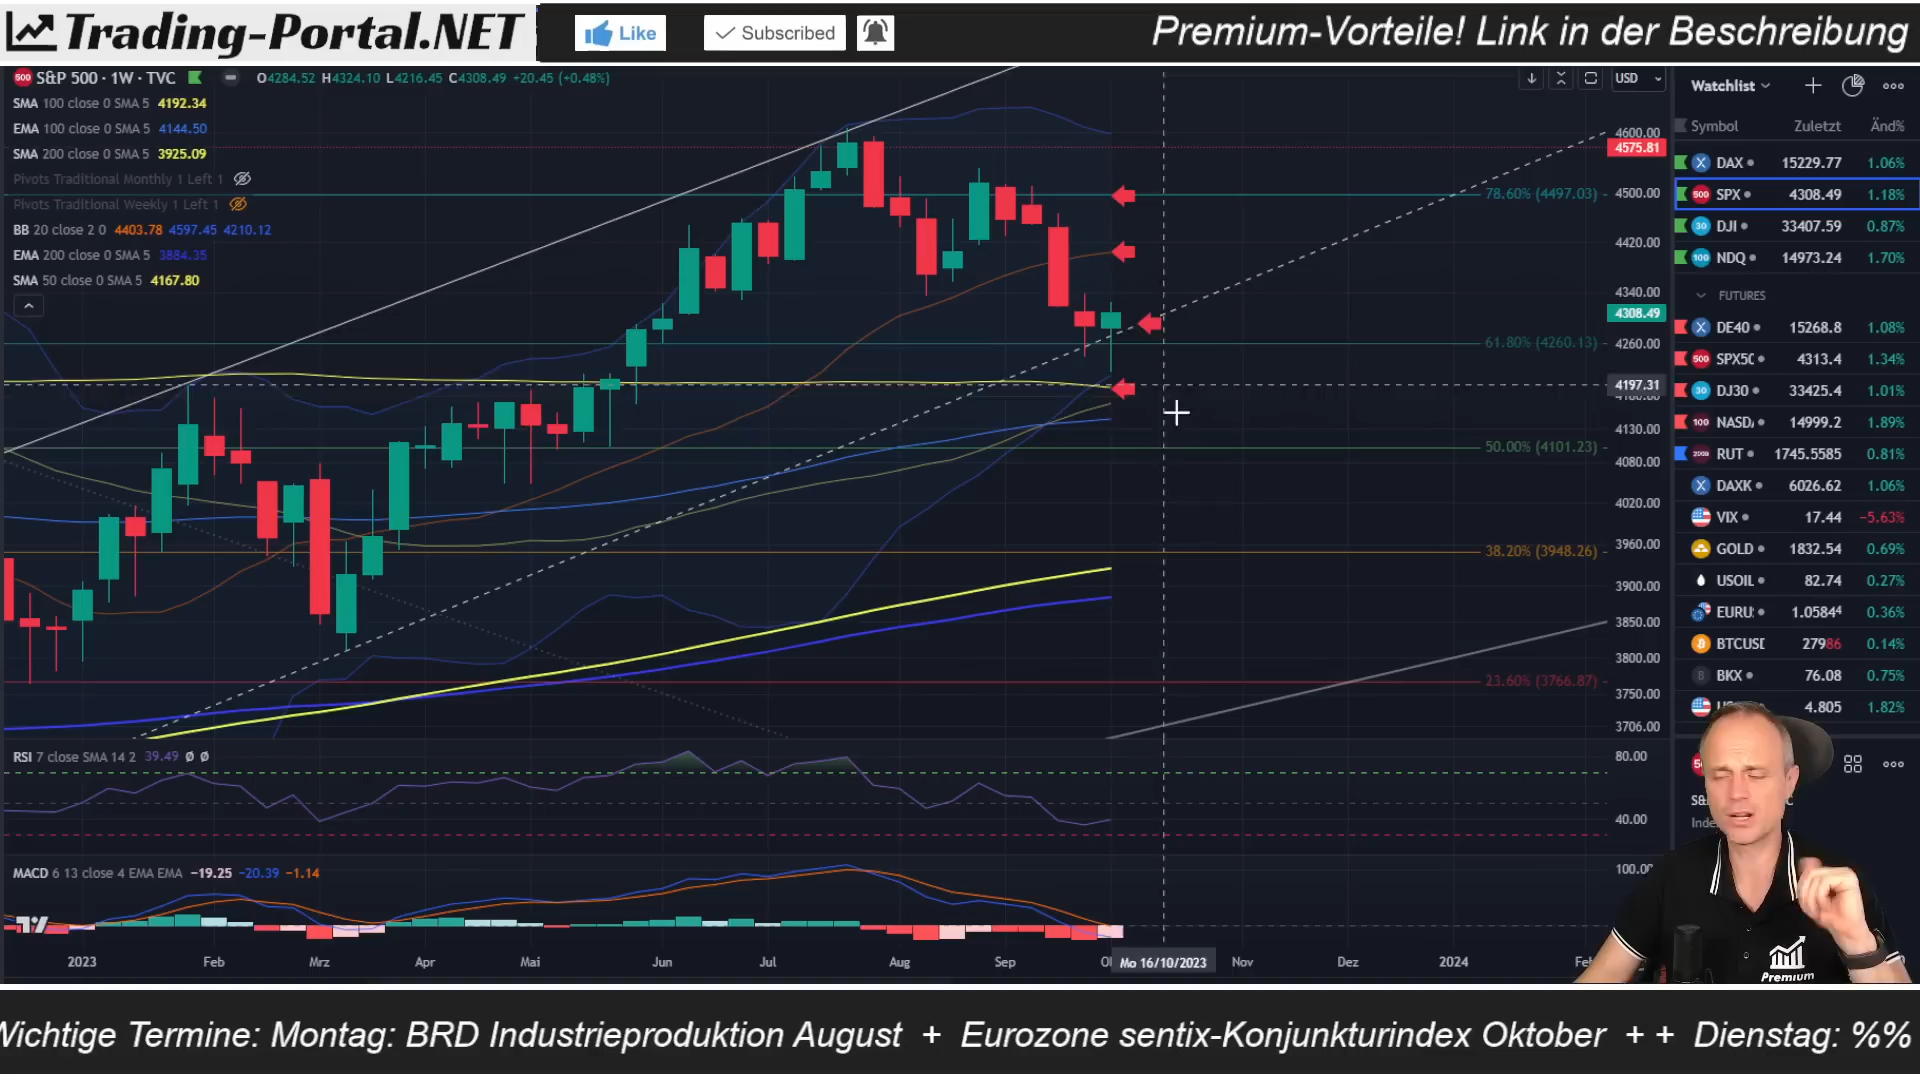 Trading-Portal.NET
Like
Subscribed
Premium-Vorteile! Link in der Beschreibung
500 S&P 500 · 1W · TVC O4284.52 H4324.10 L4216.45 C4308.49 +20.45 (+0.48%)
SMA 100 close 0 SMA 5 4192.34
EMA 100 close 0 SMA 5 4144.50
SMA 200 close 0 SMA 5 3925.09
Pivots Traditional Monthly 1 Left 1
Pivots Traditional Weekly 1 Left 1
BB 20 close 2 0 4403.78 4597.45 4210.12
EMA 200 close 0 SMA 5 3884.35
SMA 50 close 0 SMA 5 4167.80
78.60% (4497.03)
61.80% (4260.13)
50.00% (4101.23)
38.20% (3948.26)
23.60% (3766.87)
USD
4600.00
4575.81
4500.00
4420.00
4340.00
4308.49
4260.00
4197.31
4130.00
4080.00
4020.00
3960.00
3900.00
3850.00
3800.00
3750.00
3706.00
RSI 7 close SMA 14 2 39.49 Ø Ø
80.00
40.00
MACD 6 13 close 4 EMA EMA −19.25 −20.39 −1.14
100.00
2023 Feb Mrz Apr Mai Jun Jul Aug Sep Mo 16/10/2023 Nov Dez 2024
Watchlist
Symbol Zuletzt Änd%
DAX 15229.77 1.06%
500 SPX 4308.49 1.18%
30 DJI 33407.59 0.87%
100 NDQ 14973.24 1.70%
FUTURES
DE40 15268.8 1.08%
500 SPX50 4313.4 1.34%
30 DJ30 33425.4 1.01%
100 NASD 14999.2 1.89%
2000 RUT 1745.5585 0.81%
DAXK 6026.62 1.06%
VIX 17.44 −5.63%
GOLD 1832.54 0.69%
USOIL 82.74 0.27%
EURU 1.05844 0.36%
BTCUSD 27986 0.14%
B BKX 76.08 0.75%
4.805 1.82%
Premium
Wichtige Termine: Montag: BRD Industrieproduktion August + Eurozone sentix-Konjunkturindex Oktober + + Dienstag: %%